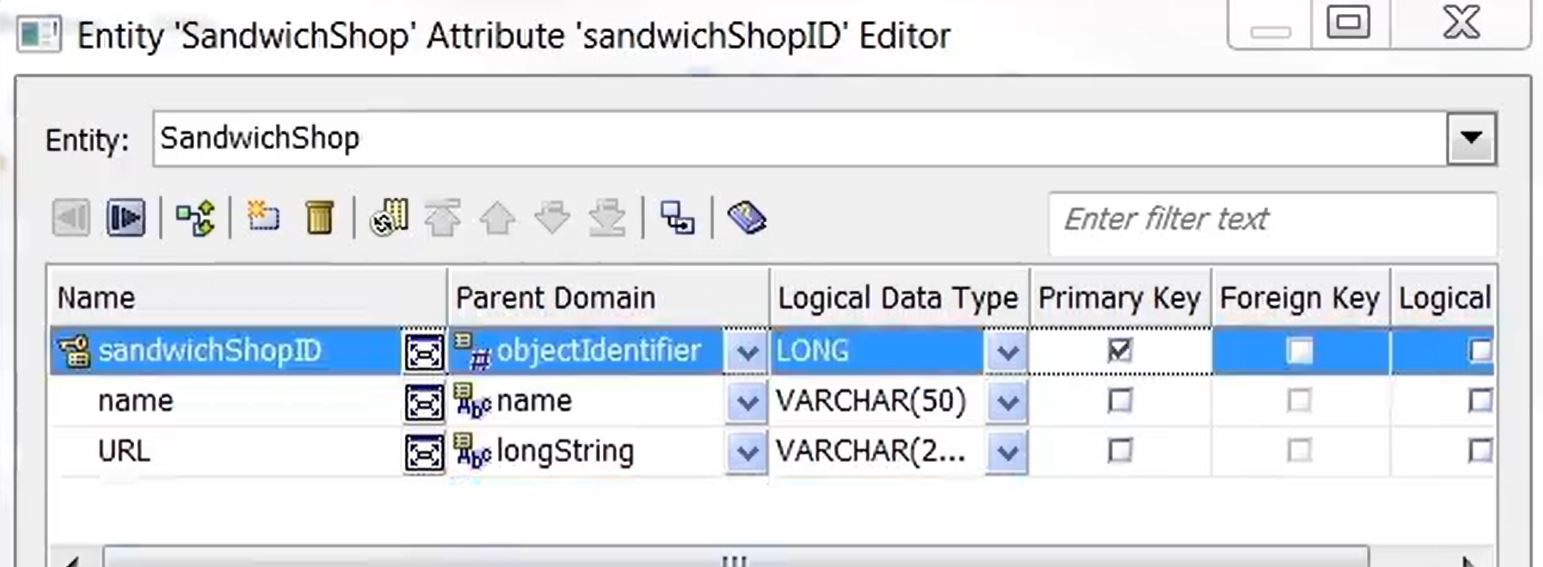 Entity 'SandwichShop' Attribute 'sandwichShopID' Editor
Entity: SandwichShop
Enter filter text
Name Parent Domain Logical Data Type Primary Key Foreign Key Logical
sandwichShopID objectIdentifier LONG
name name VARCHAR(50)
URL longString VARCHAR(2...